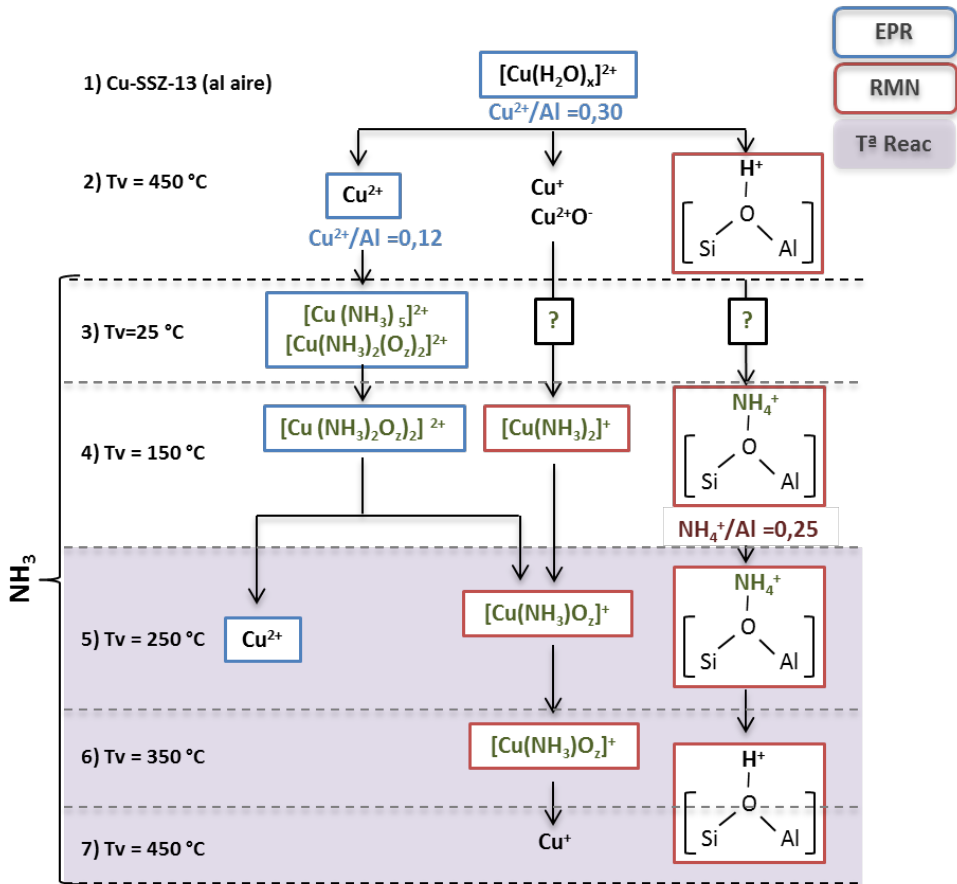 EPR
RMN
Tª Reac
1) Cu-SSZ-13 (al aire)
[Cu(H₂O)ₓ]²⁺
Cu²⁺/Al =0,30
2) Tv = 450 °C
Cu²⁺
Cu²⁺/Al =0,12
Cu⁺
Cu²⁺O⁻
H⁺
O
Si
Al
NH₃
3) Tv=25 °C
[Cu (NH₃) ₅]²⁺
[Cu(NH₃)₂(O_z)₂]²⁺
?
?
4) Tv = 150 °C
[Cu (NH₃)₂O_z)₂] ²⁺
[Cu(NH₃)₂]⁺
NH₄⁺
O
Si
Al
NH₄⁺/Al =0,25
5) Tv = 250 °C
Cu²⁺
[Cu(NH₃)O_z]⁺
NH₄⁺
O
Si
Al
6) Tv = 350 °C
[Cu(NH₃)O_z]⁺
H⁺
O
Si
Al
7) Tv = 450 °C
Cu⁺